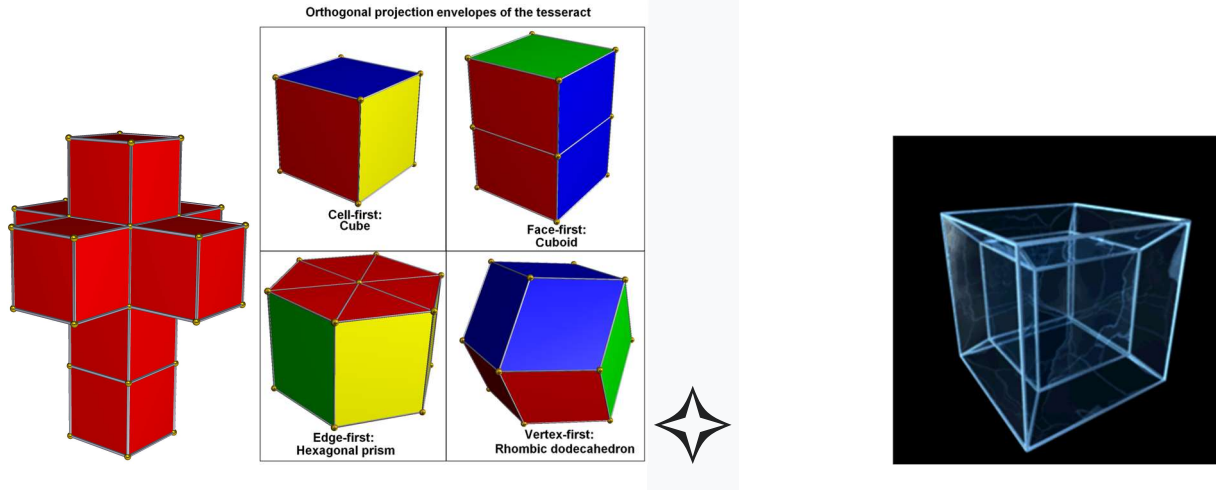 Orthogonal projection envelopes of the tesseract
Cell-first:
Cube
Face-first:
Cuboid
Edge-first:
Hexagonal prism
Vertex-first:
Rhombic dodecahedron